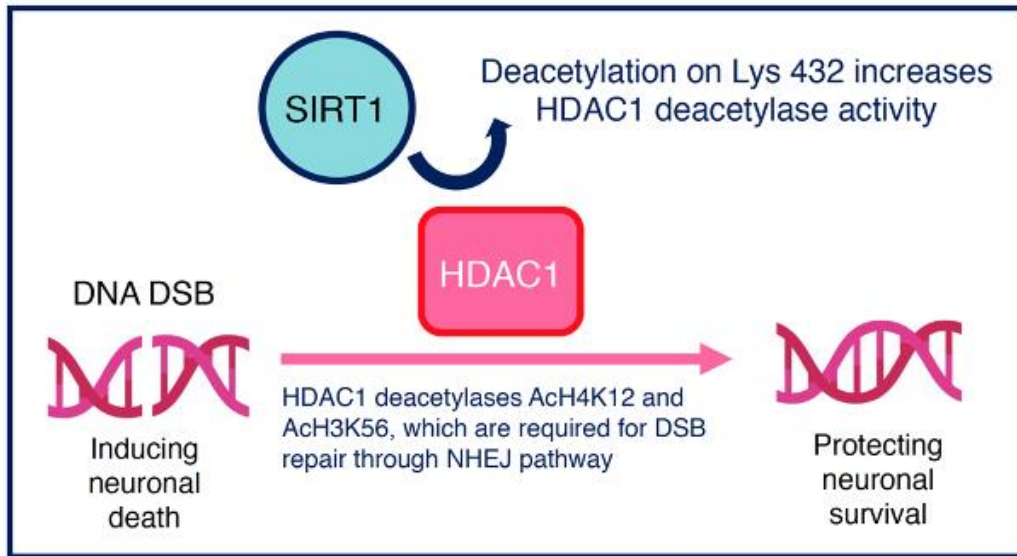 SIRT1
Deacetylation on Lys 432 increases
HDAC1 deacetylase activity
HDAC1
DNA DSB
HDAC1 deacetylases AcH4K12 and
AcH3K56, which are required for DSB
repair through NHEJ pathway
Inducing
neuronal
death
Protecting
neuronal
survival